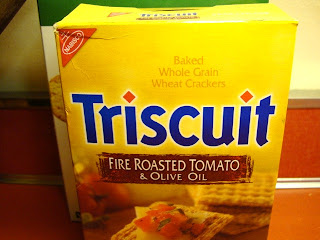 NABISCO
Baked
Whole Grain
Wheat Crackers
Triscuit
FIRE ROASTED TOMATO
& OLIVE OIL